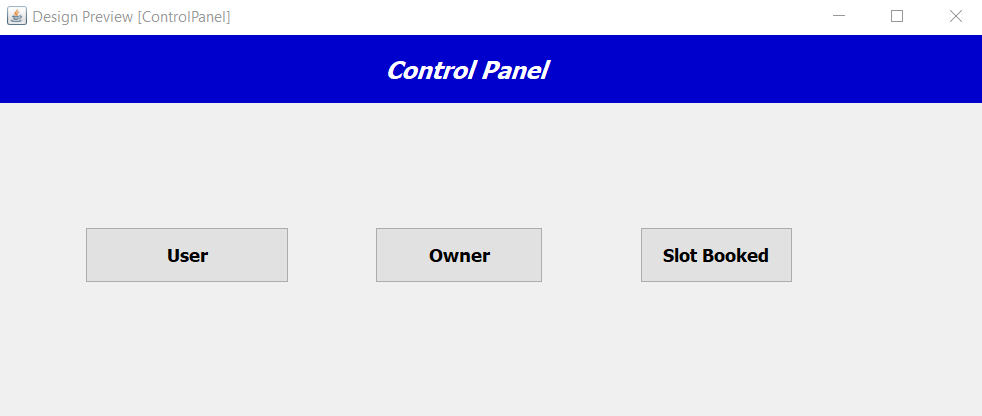 Design Preview [ControlPanel]
Control Panel
User
Owner
Slot Booked